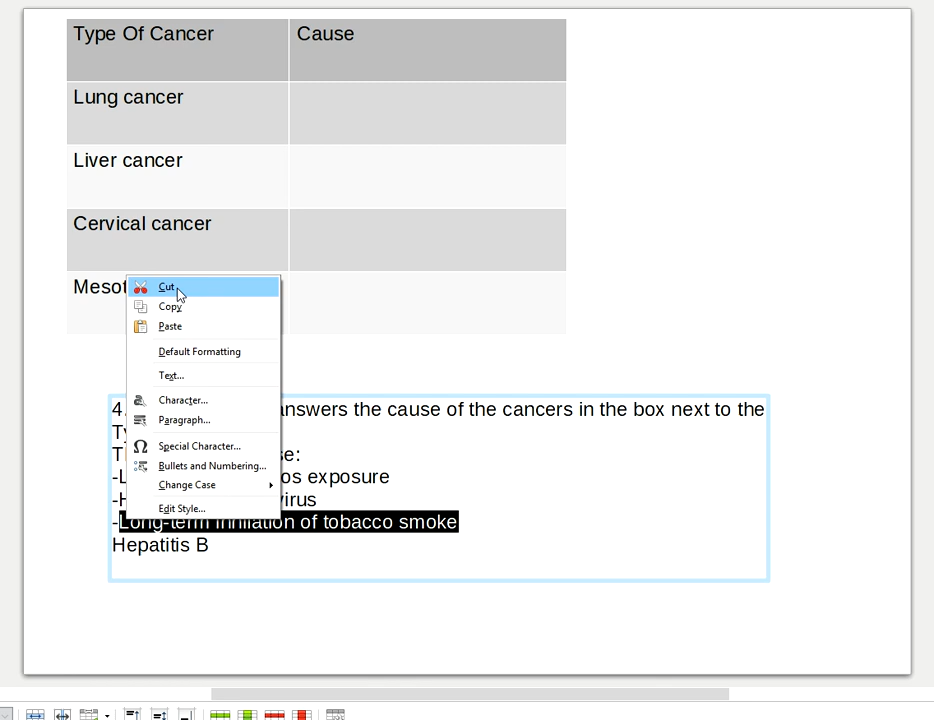 Type Of Cancer Cause
Lung cancer
Liver cancer
Cervical cancer
Mesot
Cut
Copy
Paste
Default Formatting
Text...
Character...
Paragraph...
Special Character...
Bullets and Numbering...
Change Case
Edit Style...
4. answers the cause of the cancers in the box next to the
Ty
T se:
-L os exposure
-H virus
-Long-term inhilation of tobacco smoke
Hepatitis B